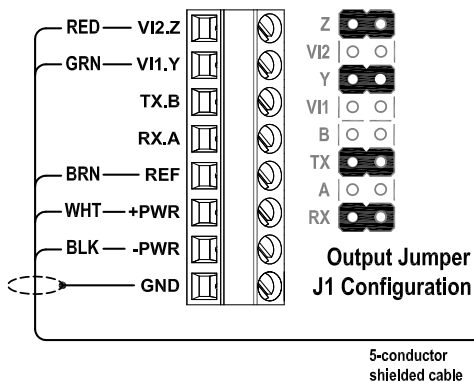 RED VI2.Z
GRN VI1.Y
TX.B
RX.A
BRN REF
WHT +PWR
BLK -PWR
GND
Z
VI2
Y
VI1
B
TX
A
RX
Output Jumper
J1 Configuration
5-conductor
shielded cable